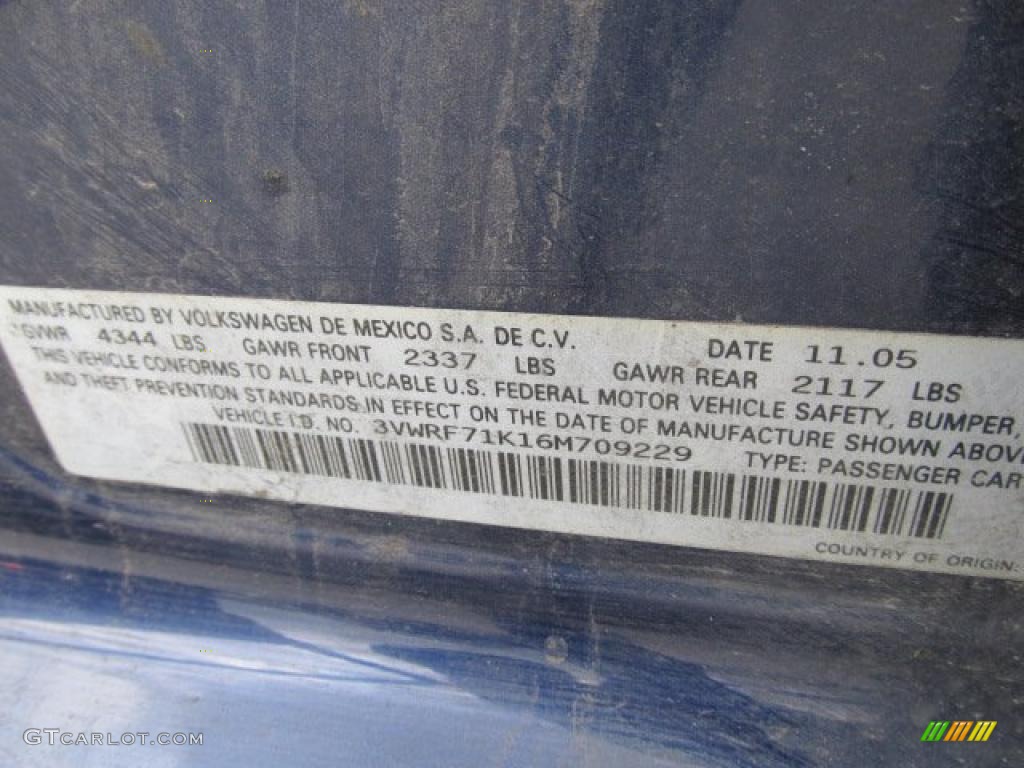 MANUFACTURED BY VOLKSWAGEN DE MEXICO S.A. DE C.V. DATE 11.05
GVWR 4344 LBS GAWR FRONT 2337 LBS GAWR REAR 2117 LBS
THIS VEHICLE CONFORMS TO ALL APPLICABLE U.S. FEDERAL MOTOR VEHICLE SAFETY, BUMPER,
AND THEFT PREVENTION STANDARDS IN EFFECT ON THE DATE OF MANUFACTURE SHOWN ABOV
VEHICLE I.D. NO. 3VWRF71K16M709229 TYPE: PASSENGER CAR
COUNTRY OF ORIGIN:
GTCARLOT.COM